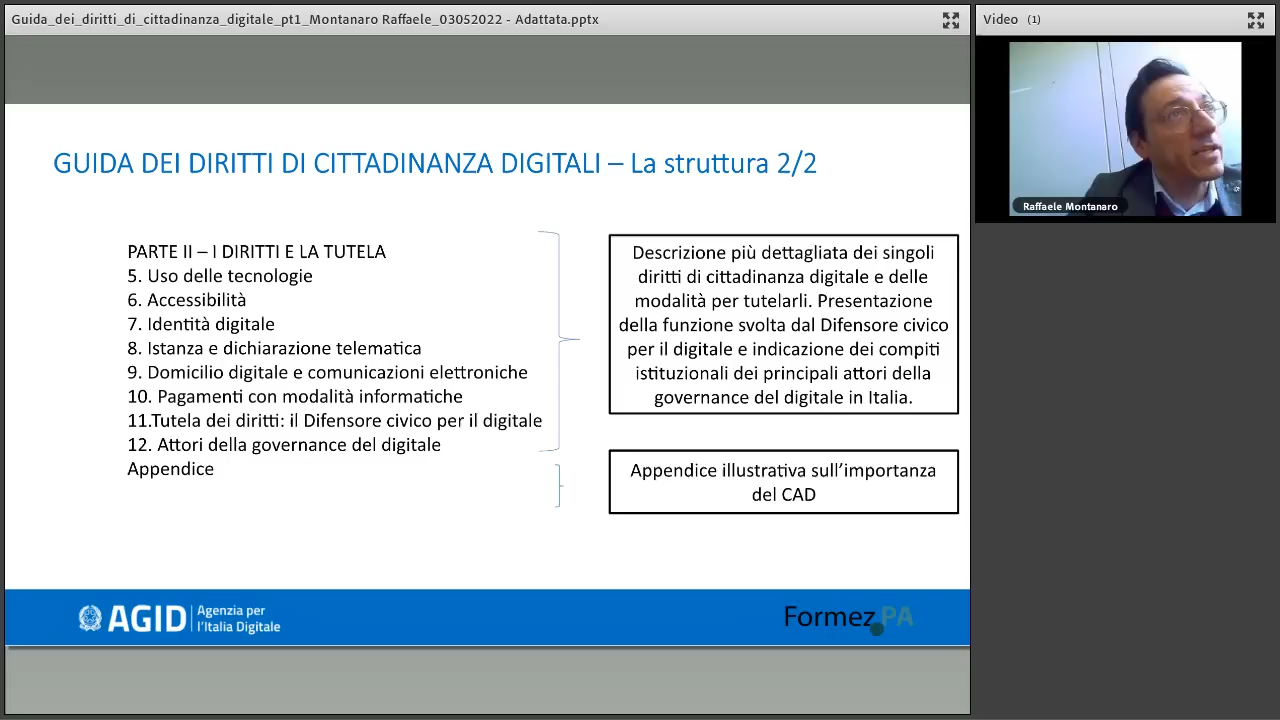 Guida_dei_diritti_di_cittadinanza_digitale_pt1_Montanaro Raffaele_03052022 - Adattata.pptx
Video (1)
Raffaele Montanaro
GUIDA DEI DIRITTI DI CITTADINANZA DIGITALI – La struttura 2/2
PARTE II – I DIRITTI E LA TUTELA
5. Uso delle tecnologie
6. Accessibilità
7. Identità digitale
8. Istanza e dichiarazione telematica
9. Domicilio digitale e comunicazioni elettroniche
10. Pagamenti con modalità informatiche
11.Tutela dei diritti: il Difensore civico per il digitale
12. Attori della governance del digitale
Appendice
Descrizione più dettagliata dei singoli
diritti di cittadinanza digitale e delle
modalità per tutelarli. Presentazione
della funzione svolta dal Difensore civico
per il digitale e indicazione dei compiti
istituzionali dei principali attori della
governance del digitale in Italia.
Appendice illustrativa sull’importanza
del CAD
AGID
Agenzia per
l'Italia Digitale
Formez PA